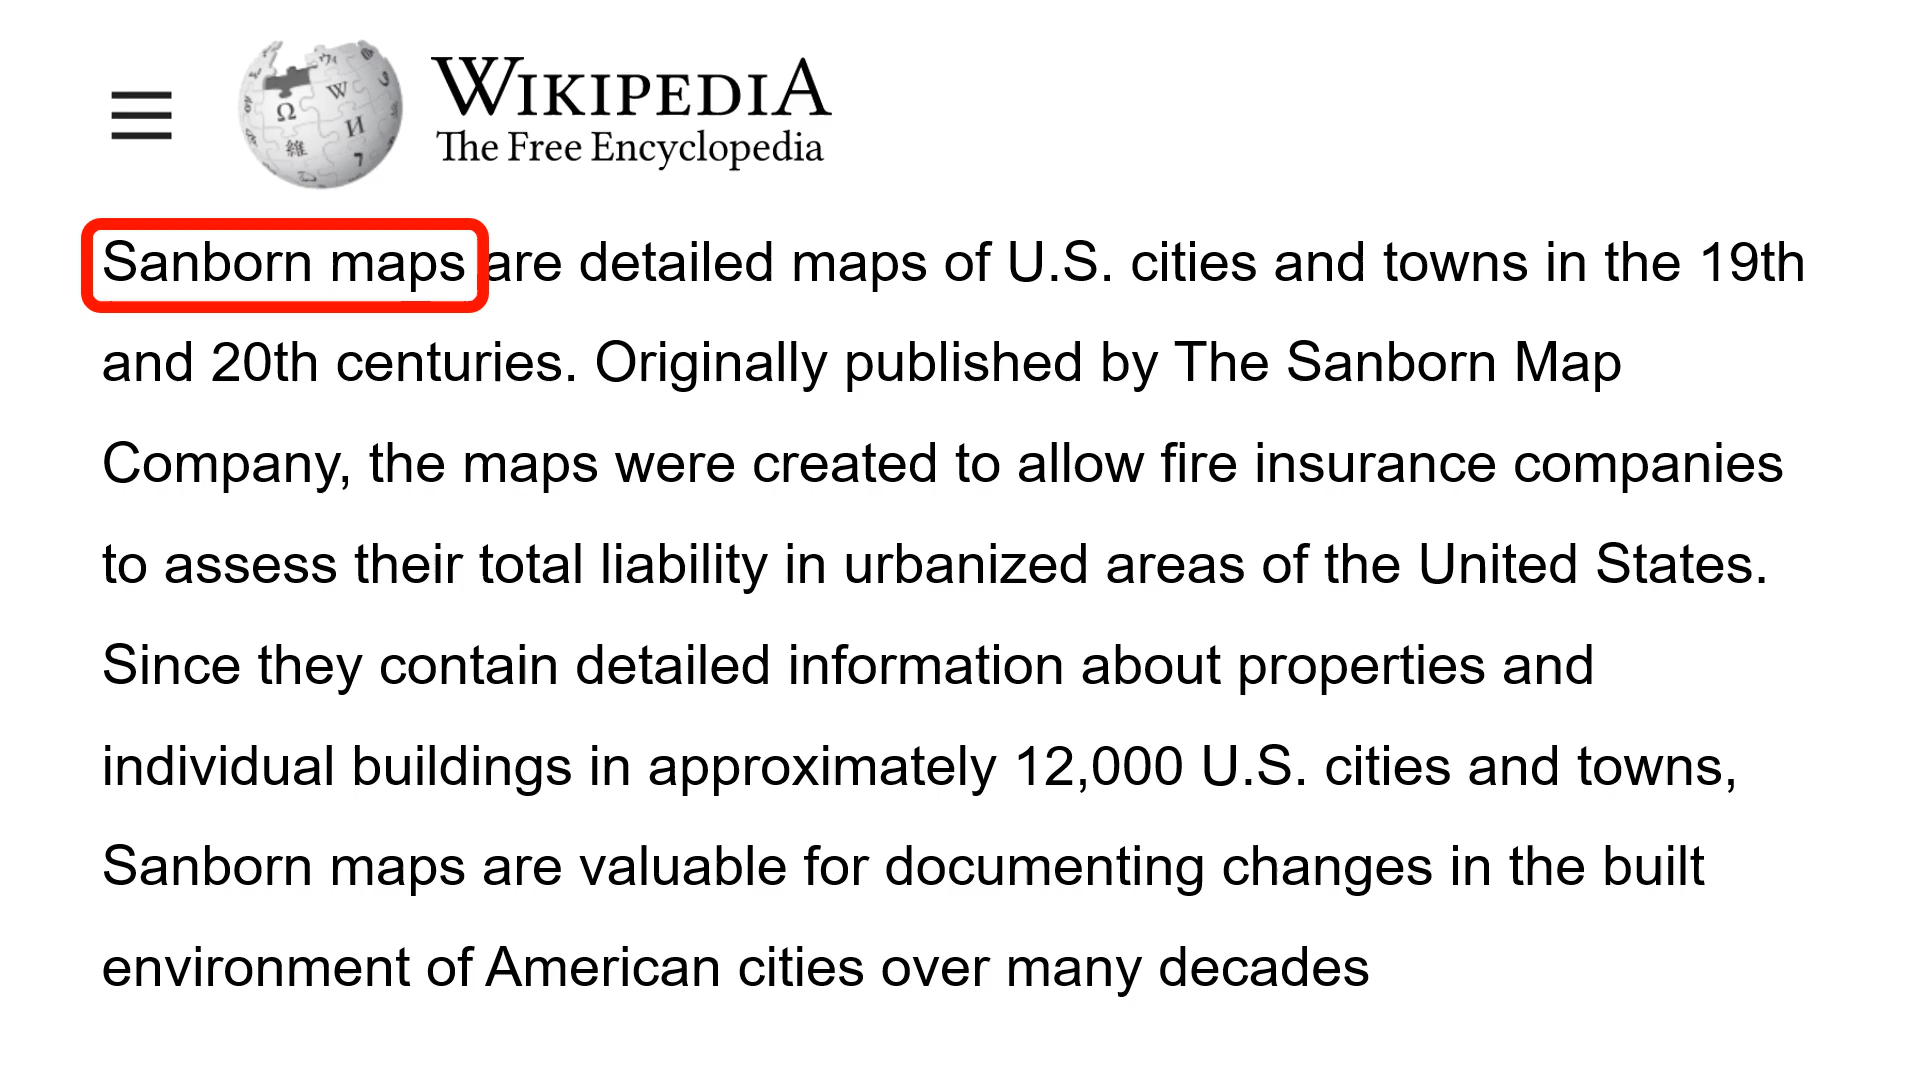 WIKIPEDIA
The Free Encyclopedia
Sanborn maps are detailed maps of U.S. cities and towns in the 19th
and 20th centuries. Originally published by The Sanborn Map
Company, the maps were created to allow fire insurance companies
to assess their total liability in urbanized areas of the United States.
Since they contain detailed information about properties and
individual buildings in approximately 12,000 U.S. cities and towns,
Sanborn maps are valuable for documenting changes in the built
environment of American cities over many decades